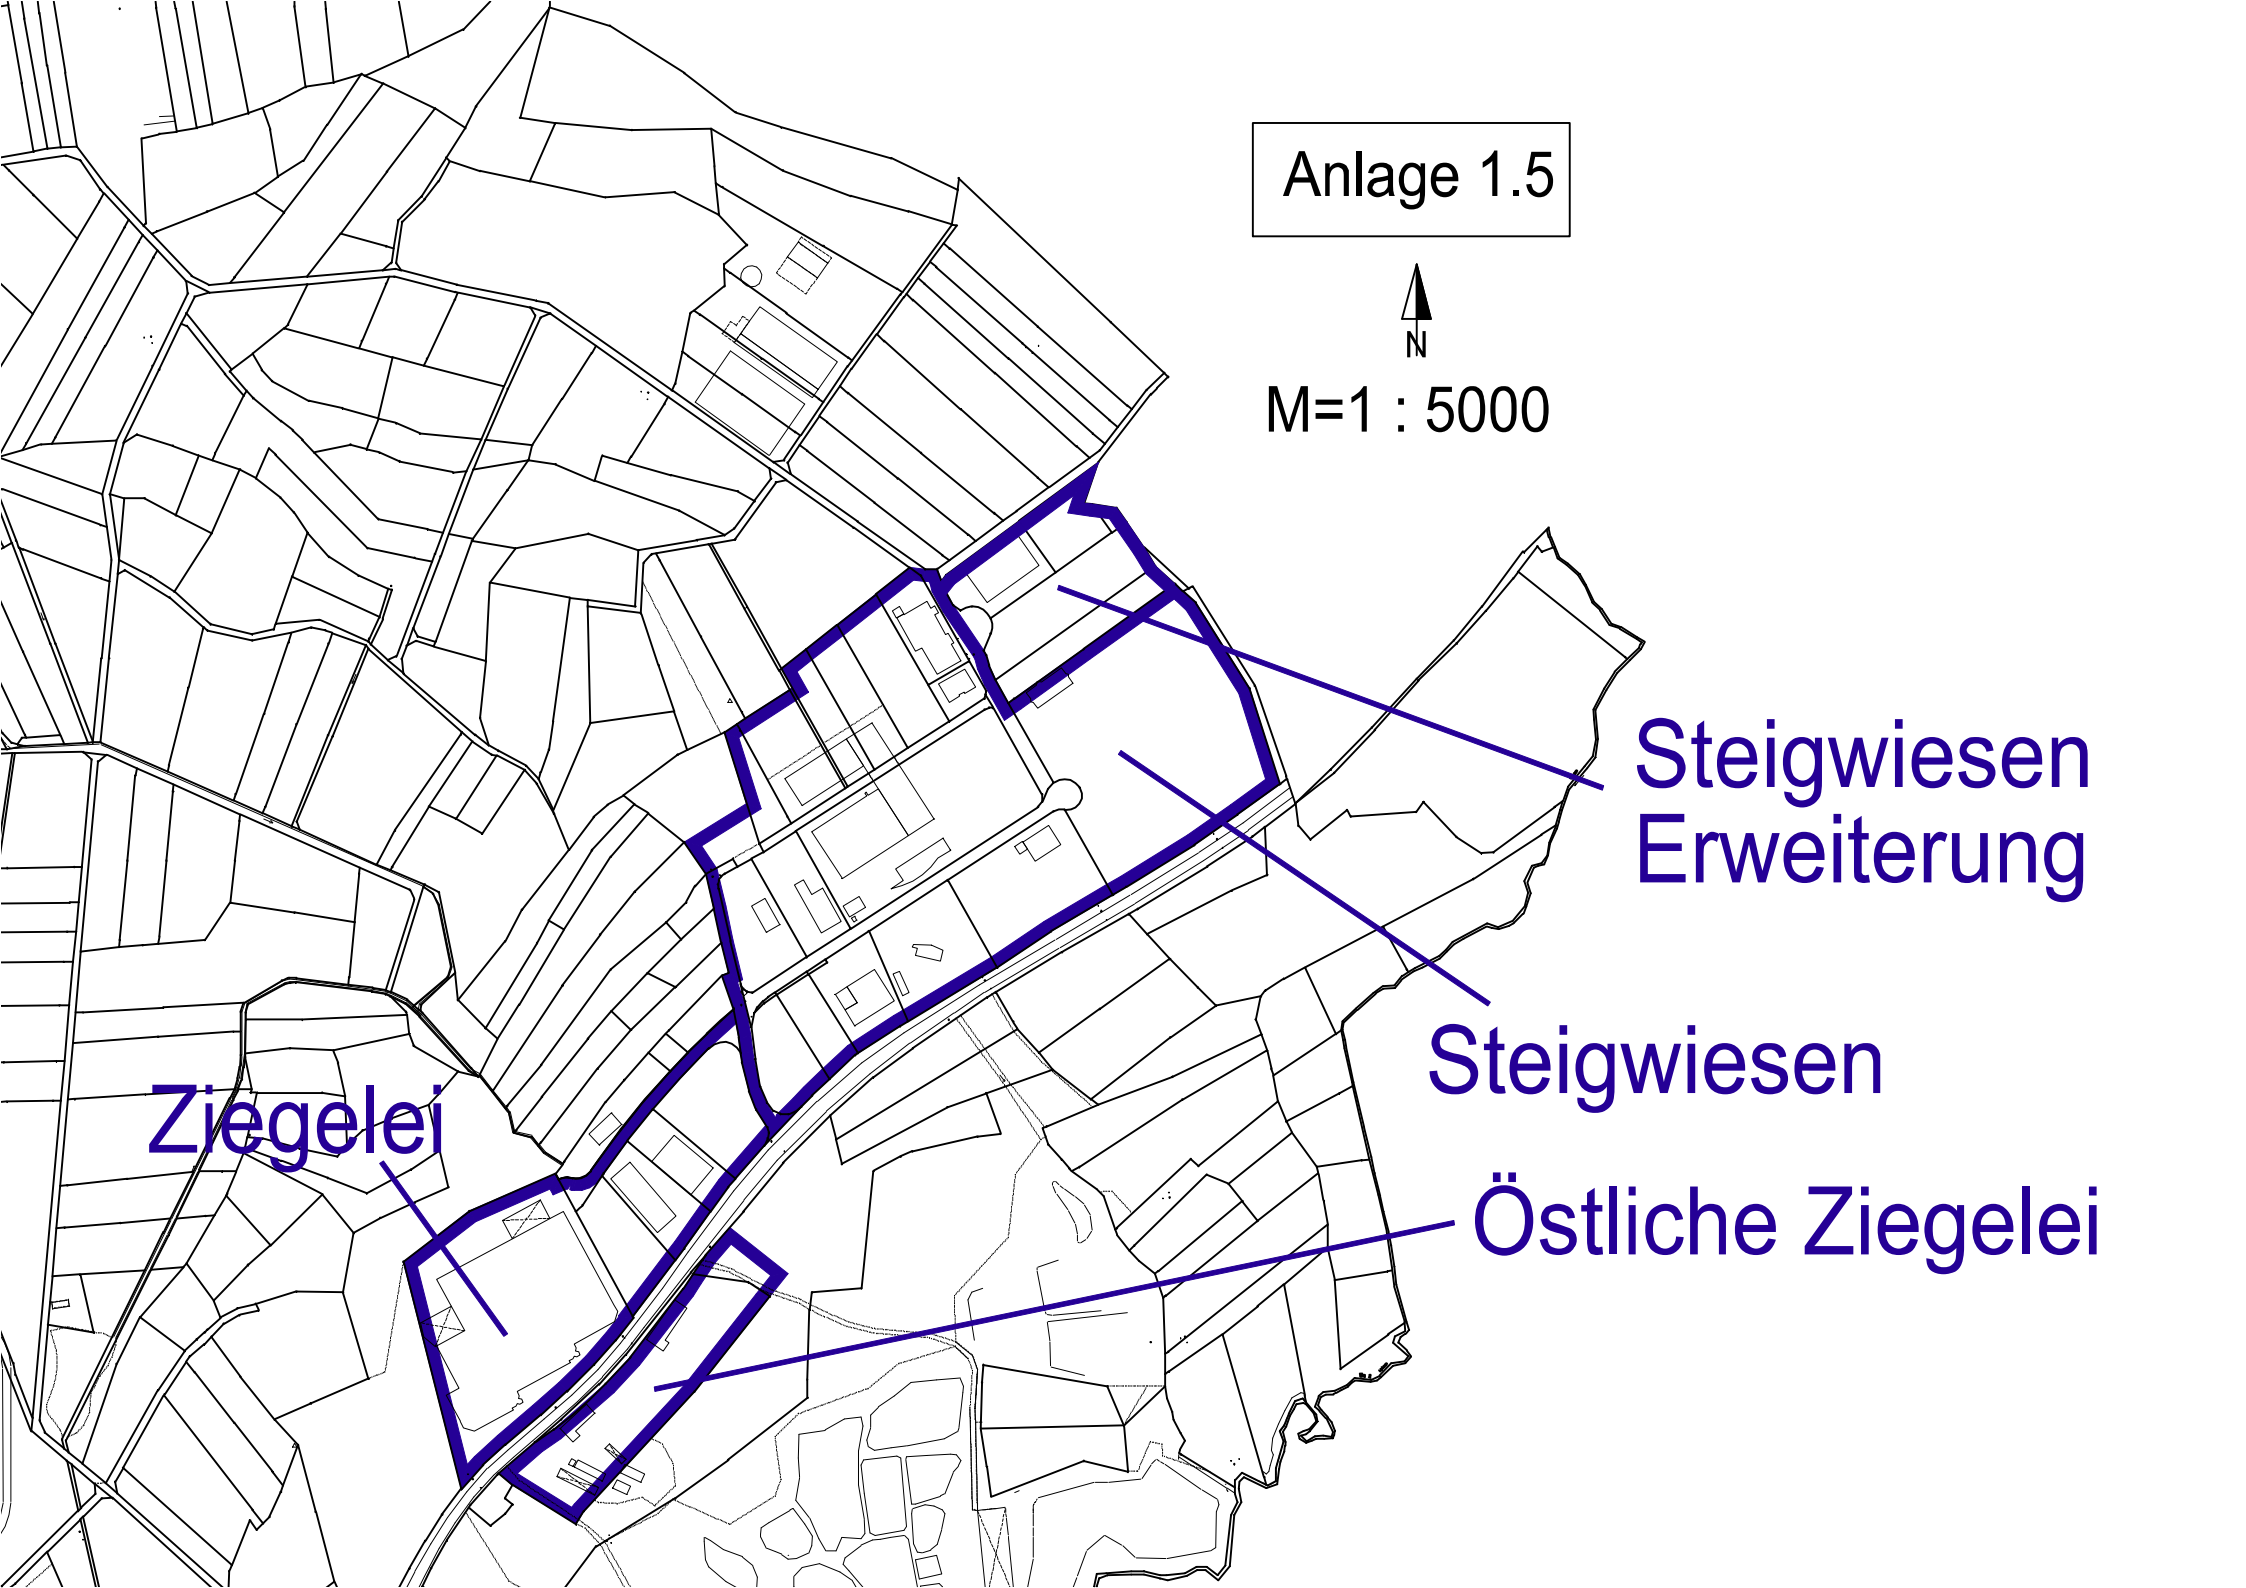 Anlage 1.5
N
M=1 : 5000
Steigwiesen
Erweiterung
Steigwiesen
Ziegelei
Östliche Ziegelei